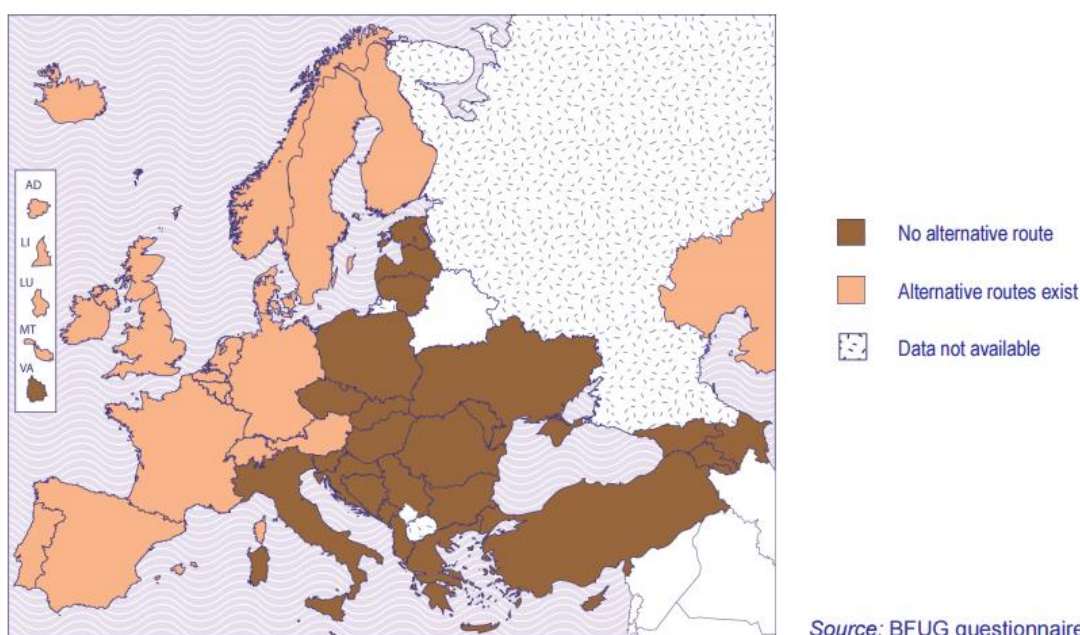 AD
LI
LU
MT
VA
No alternative route
Alternative routes exist
Data not available
Source: BFUG questionnaire